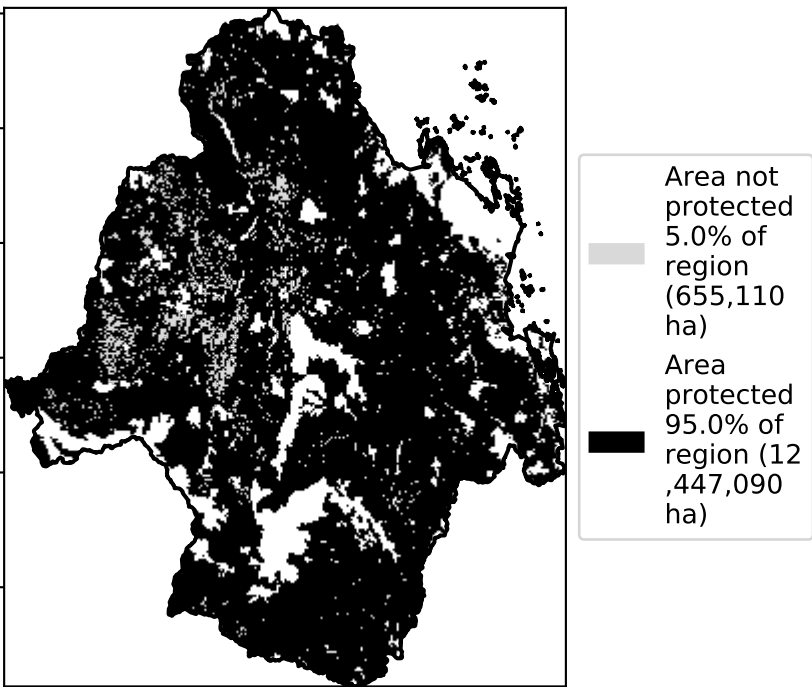 Area not
protected
5.0% of
region
(655,110
ha)
Area
protected
95.0% of
region (12
,447,090
ha)